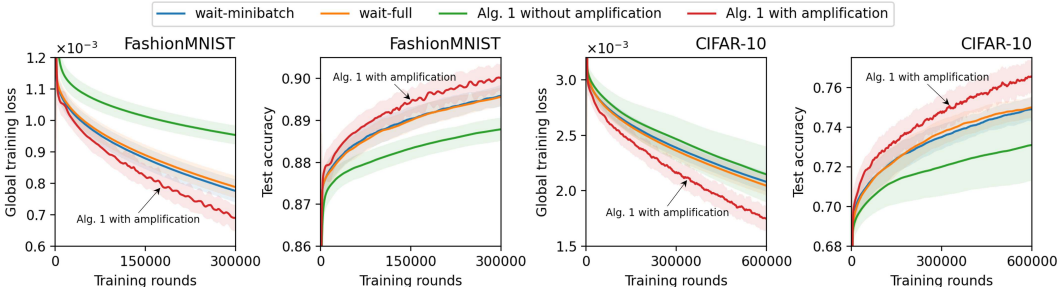 wait-minibatch wait-full Alg. 1 without amplification Alg. 1 with amplification
×10⁻³ FashionMNIST
Global training loss
1.2
1.1
1.0
0.9
0.8
0.7
0.6
Alg. 1 with amplification
0 150000 300000
Training rounds
FashionMNIST
Test accuracy
0.90
0.89
0.88
0.87
0.86
Alg. 1 with amplification
0 150000 300000
Training rounds
×10⁻³ CIFAR-10
Global training loss
3.0
2.5
2.0
1.5
Alg. 1 with amplification
0 300000 600000
Training rounds
CIFAR-10
Test accuracy
0.76
0.74
0.72
0.70
0.68
Alg. 1 with amplification
0 300000 600000
Training rounds